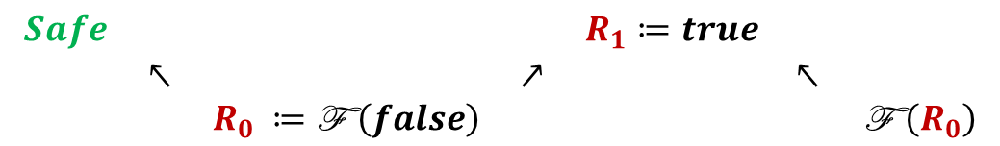 Safe R₁ ≔ true
↖ ↗ ↖
R₀ ≔ ℱ(false) ℱ(R₀)